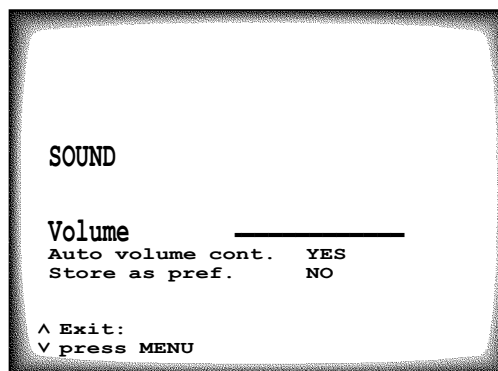 SOUND
Volume
Auto volume cont. YES
Store as pref. NO
∧ Exit:
∨ press MENU